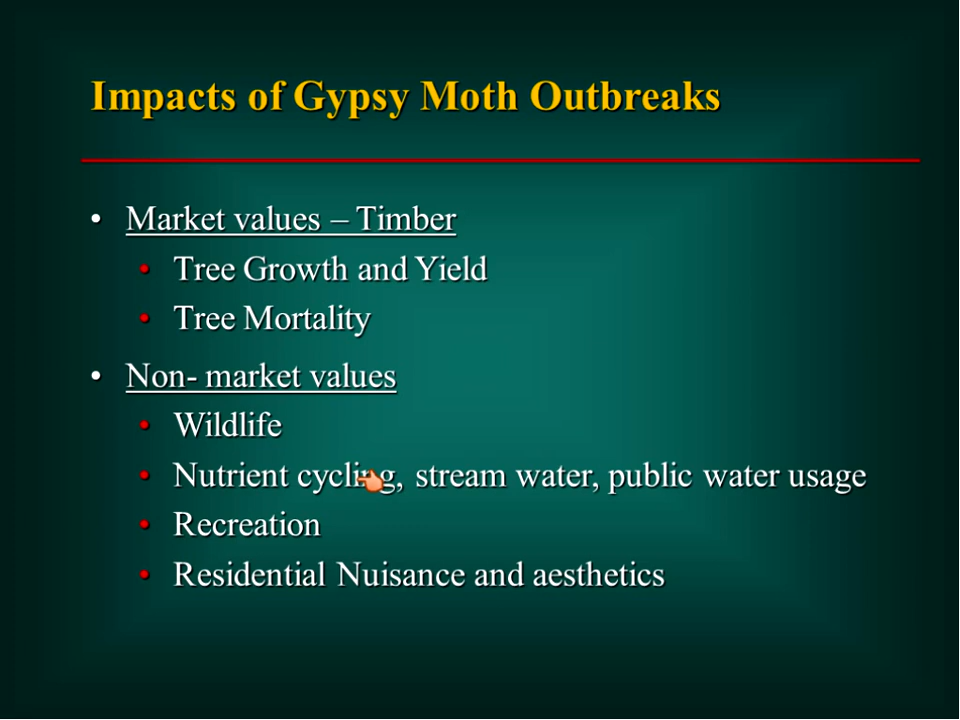 Impacts of Gypsy Moth Outbreaks
• Market values – Timber
• Tree Growth and Yield
• Tree Mortality
• Non- market values
• Wildlife
• Nutrient cycling, stream water, public water usage
• Recreation
• Residential Nuisance and aesthetics